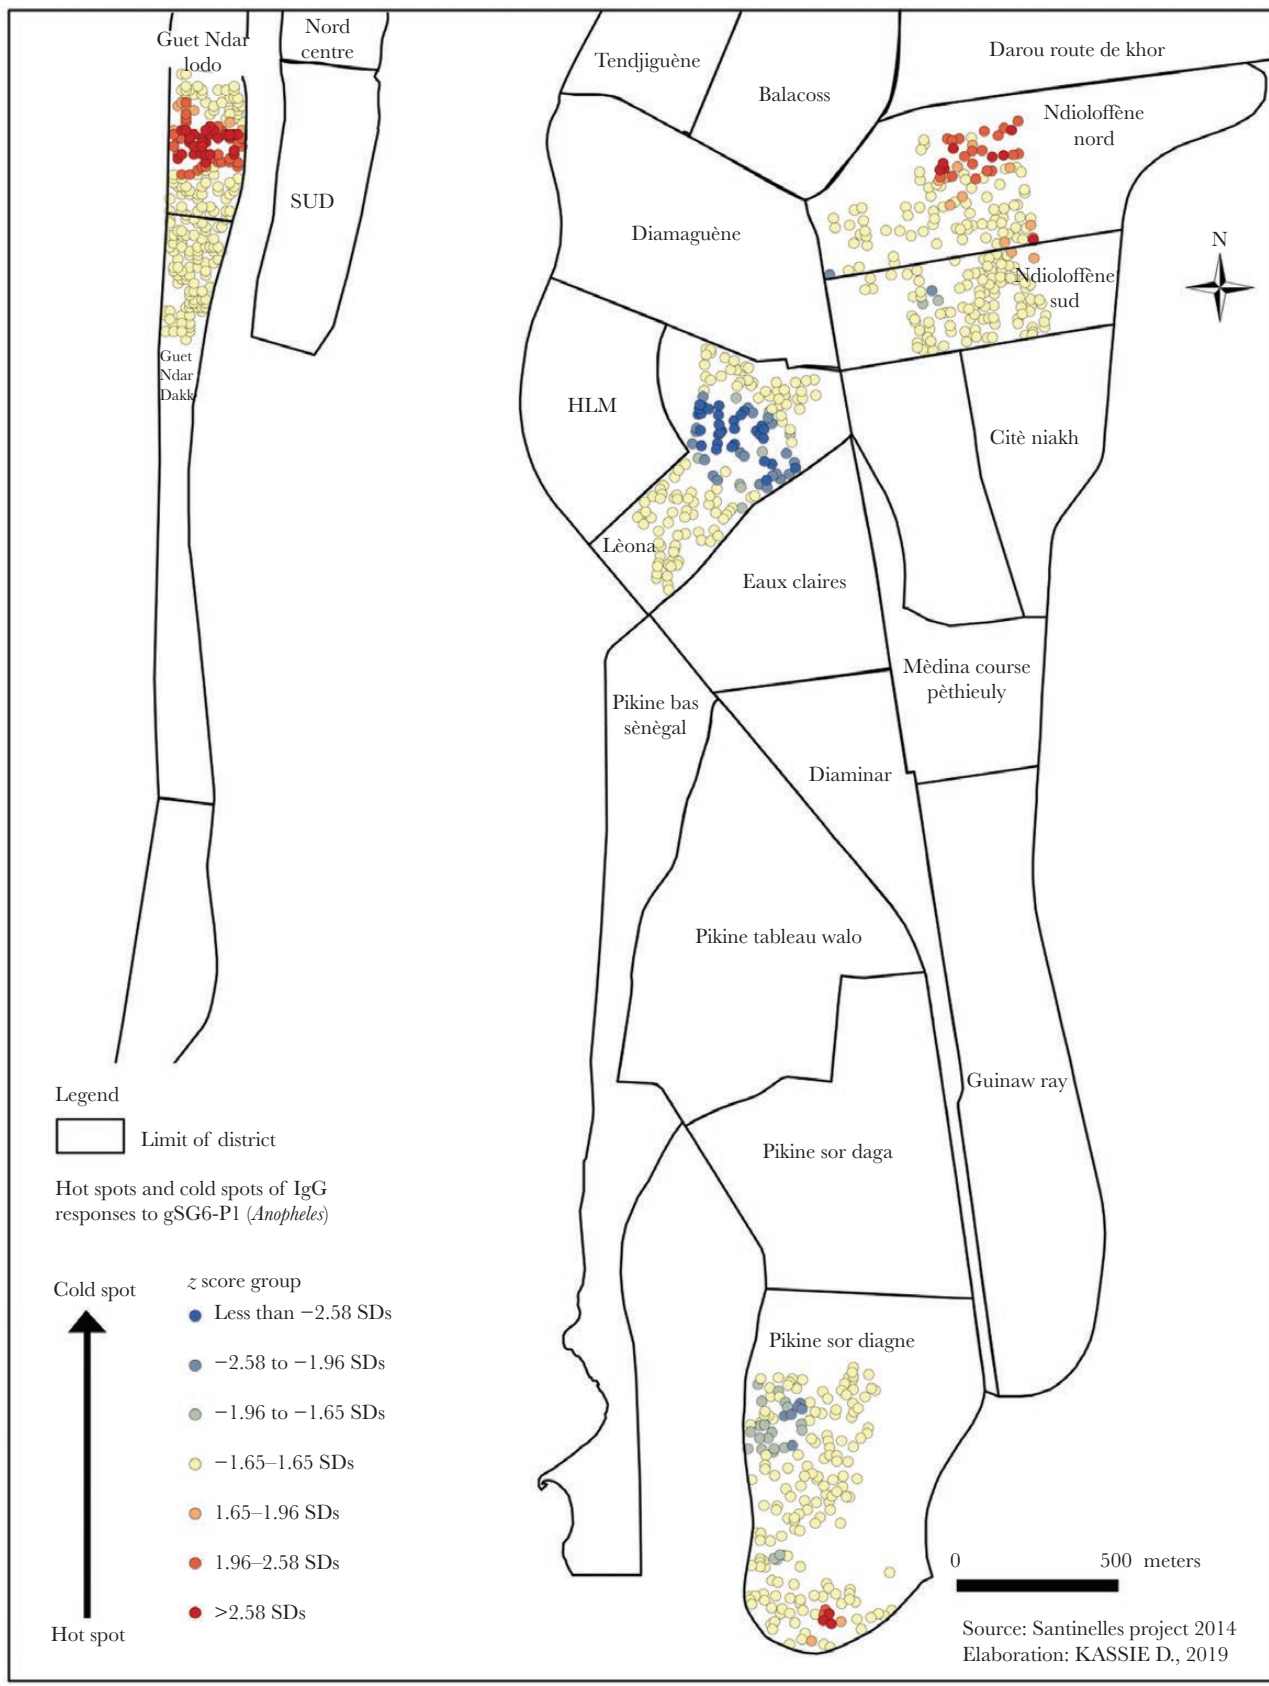 Guet Ndar
lodo
Nord
centre
SUD
Guet
Ndar
Dakk
Tendjiguène
Balacoss
Darou route de khor
Ndioloffène
nord
Diamaguène
N
Ndioloffène
sud
HLM
Citè niakh
Lèona
Eaux claires
Mèdina course
pèthieuly
Pikine bas
sènègal
Diaminar
Pikine tableau walo
Guinaw ray
Pikine sor daga
Pikine sor diagne
Legend
Limit of district
Hot spots and cold spots of IgG
responses to gSG6-P1 (Anopheles)
Cold spot
Hot spot
z score group
Less than −2.58 SDs
−2.58 to −1.96 SDs
−1.96 to −1.65 SDs
−1.65–1.65 SDs
1.65–1.96 SDs
1.96–2.58 SDs
>2.58 SDs
0 500 meters
Source: Santinelles project 2014
Elaboration: KASSIE D., 2019